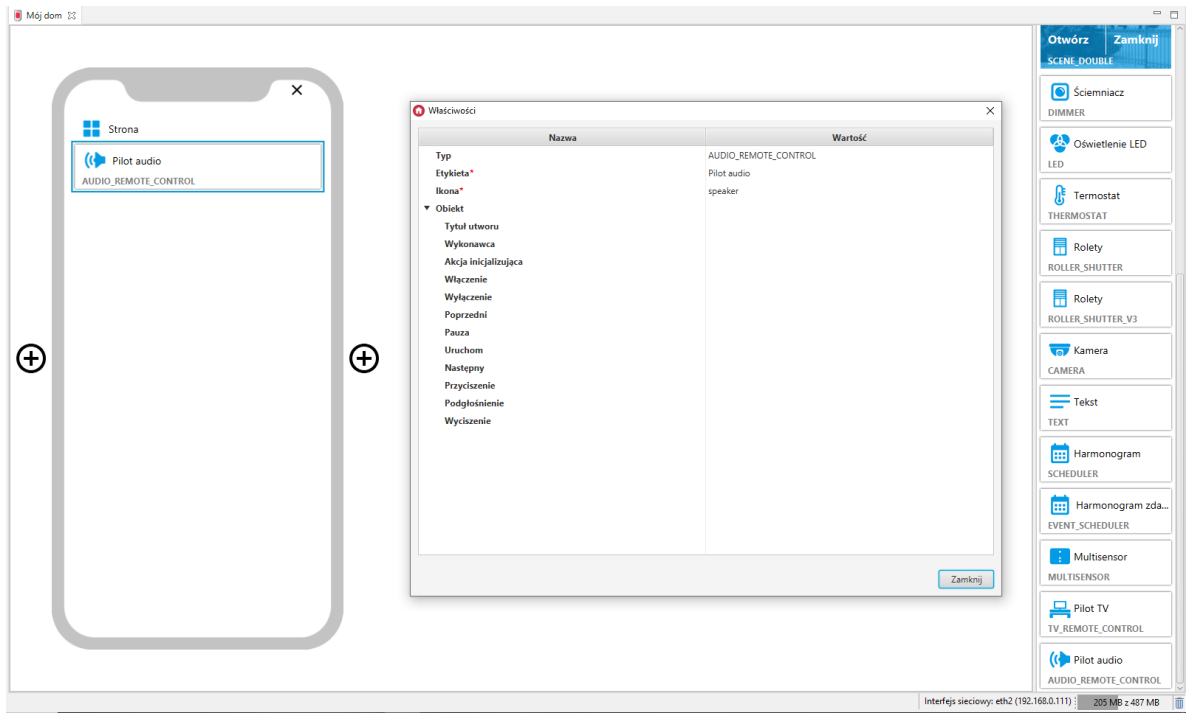 Mój dom
Strona
Pilot audio
AUDIO_REMOTE_CONTROL
Właściwości
Nazwa Wartość
Typ AUDIO_REMOTE_CONTROL
Etykieta* Pilot audio
Ikona* speaker
Obiekt
Tytuł utworu
Wykonawca
Akcja inicjalizująca
Włączenie
Wyłączenie
Poprzedni
Pauza
Uruchom
Następny
Przyciszenie
Podgłośnienie
Wyciszenie
Zamknij
Otwórz Zamknij
SCENE_DOUBLE
Ściemniacz
DIMMER
Oświetlenie LED
LED
Termostat
THERMOSTAT
Rolety
ROLLER_SHUTTER
Rolety
ROLLER_SHUTTER_V3
Kamera
CAMERA
Tekst
TEXT
Harmonogram
SCHEDULER
Harmonogram zda...
EVENT_SCHEDULER
Multisensor
MULTISENSOR
Pilot TV
TV_REMOTE_CONTROL
Pilot audio
AUDIO_REMOTE_CONTROL
Interfejs sieciowy: eth2 (192.168.0.111) 205 MB z 487 MB